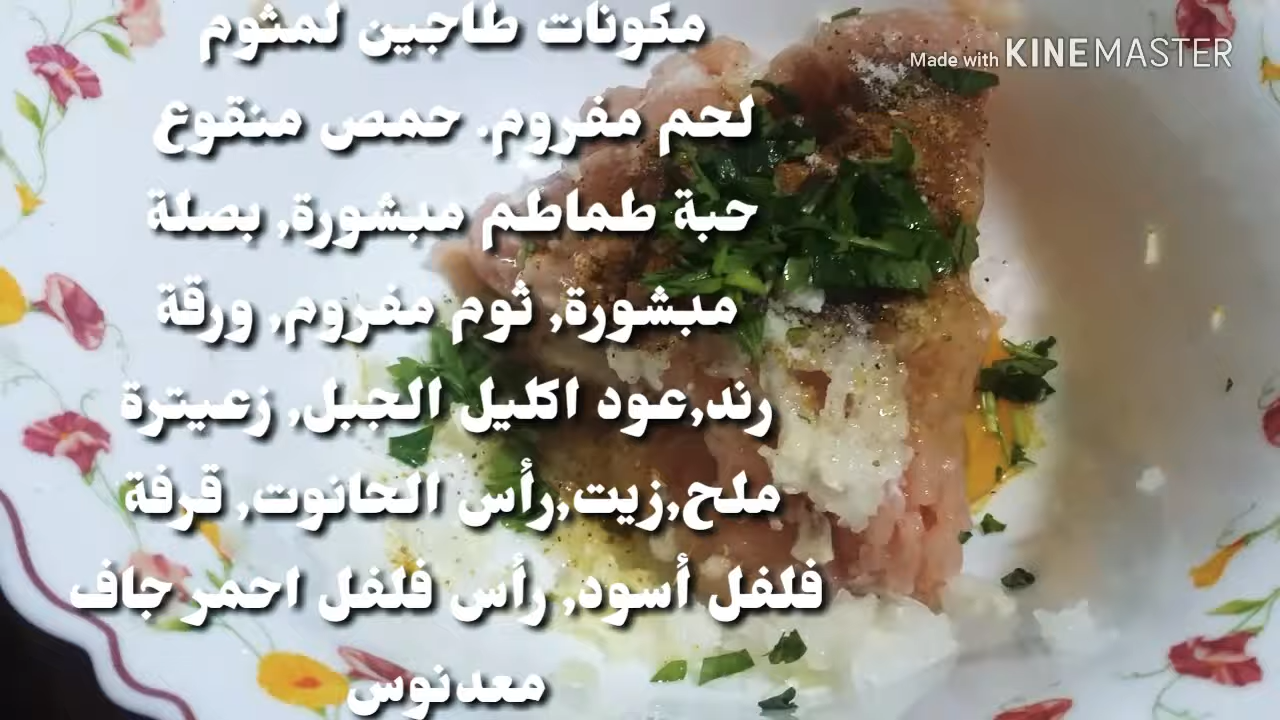 مكونات طاجين لمثوم
Made with KINEMASTER
لحم مفروم. حمص منقوع
حبة طماطم مبشورة, بصلة
مبشورة, ثوم مفروم, ورقة
رند,عود اكليل الجبل, زعيترة
ملح,زيت,رأس الحانوت, قرفة
فلفل أسود, رأس فلفل احمر جاف
معدنوس